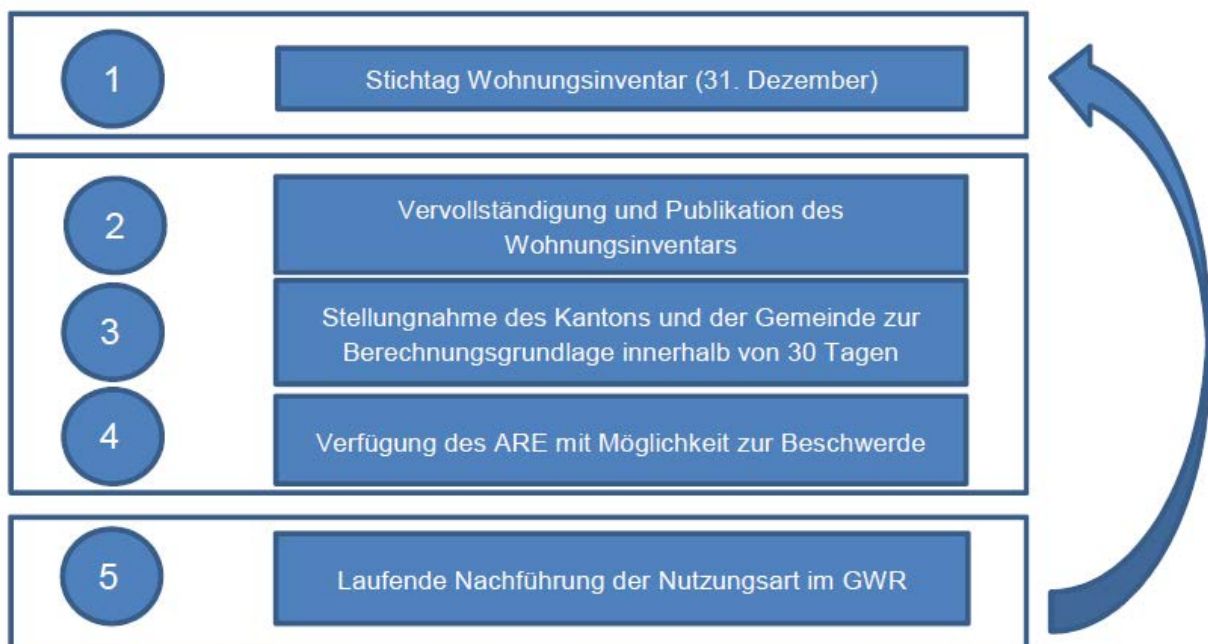 1
Stichtag Wohnungsinventar (31. Dezember)
2
Vervollständigung und Publikation des
Wohnungsinventars
3
Stellungnahme des Kantons und der Gemeinde zur
Berechnungsgrundlage innerhalb von 30 Tagen
4
Verfügung des ARE mit Möglichkeit zur Beschwerde
5
Laufende Nachführung der Nutzungsart im GWR